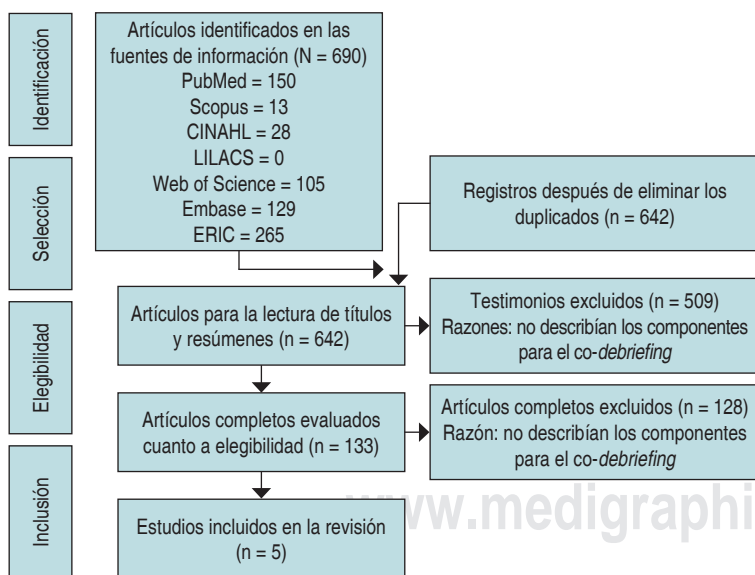 Identificación
Artículos identificados en las
fuentes de información (N = 690)
PubMed = 150
Scopus = 13
CINAHL = 28
LILACS = 0
Web of Science = 105
Embase = 129
ERIC = 265
Selección
Registros después de eliminar los
duplicados (n = 642)
Artículos para la lectura de títulos
y resúmenes (n = 642)
Testimonios excluidos (n = 509)
Razones: no describían los componentes
para el co-debriefing
Elegibilidad
Artículos completos evaluados
cuanto a elegibilidad (n = 133)
Artículos completos excluidos (n = 128)
Razón: no describían los componentes
para el co-debriefing
Inclusión
Estudios incluidos en la revisión
(n = 5)
www.medigraphi